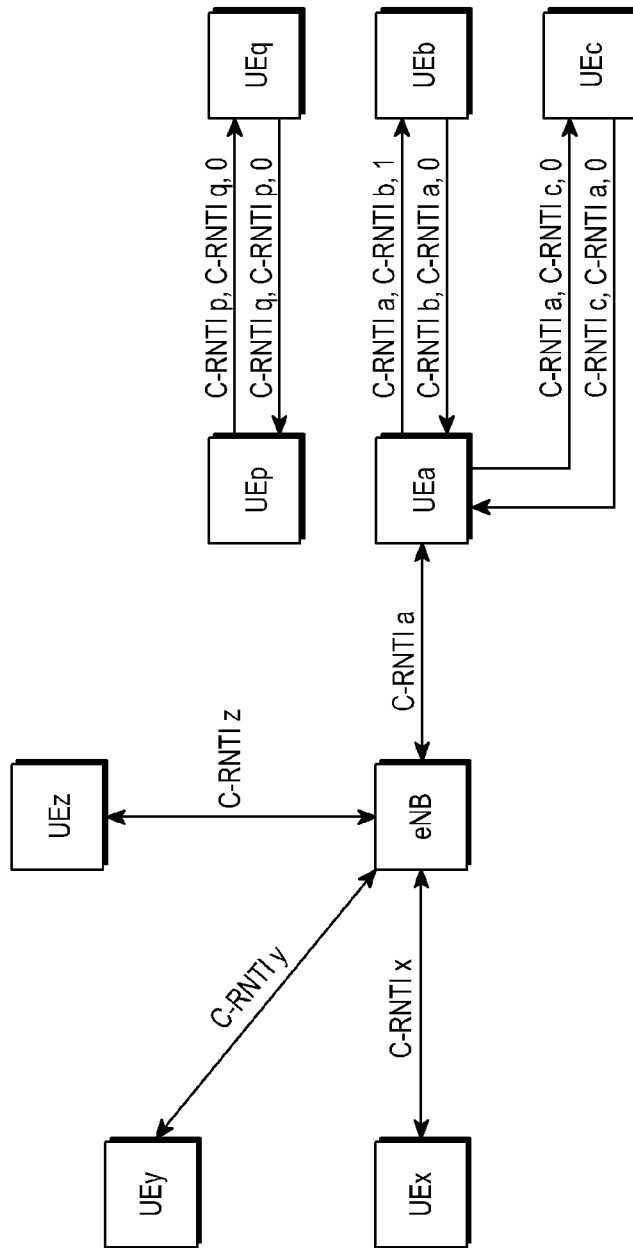 UEq
UEb
UEc
C-RNTI p, C-RNTI q, 0
C-RNTI q, C-RNTI p, 0
C-RNTI a, C-RNTI b, 1
C-RNTI b, C-RNTI a, 0
C-RNTI a, C-RNTI c, 0
C-RNTI c, C-RNTI a, 0
UEp
UEa
C-RNTI a
UEz
C-RNTI z
eNB
C-RNTI y
C-RNTI x
UEy
UEx